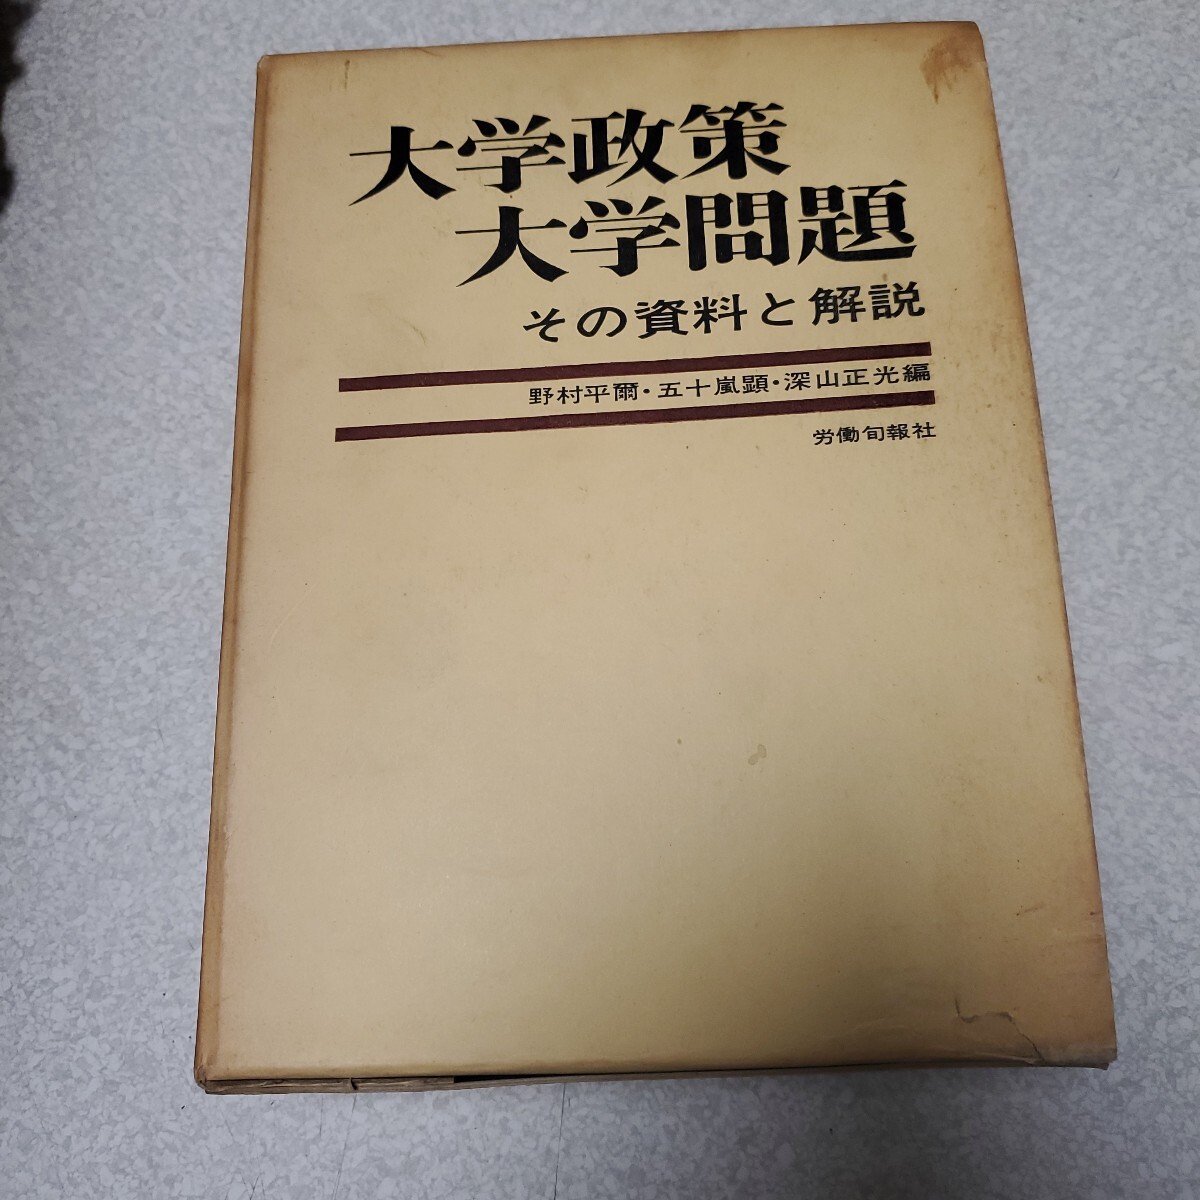 大学政策
大学問題
その資料と解説
野村平爾・五十嵐顕・深山正光編
労働旬報社